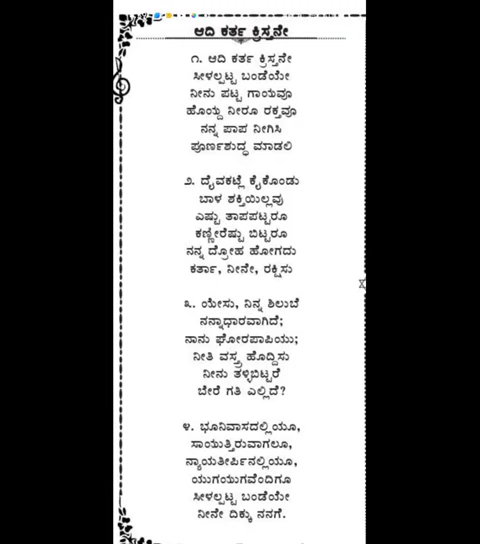 ಆದಿ ಕರ್ತ ಕ್ರಿಸ್ತನೇ
೧. ಆದಿ ಕರ್ತ ಕ್ರಿಸ್ತನೇ
ಸೀಳಲ್ಪಟ್ಟ ಬಂಡೆಯೇ
ನೀನು ಪಟ್ಟ ಗಾಯವೂ
ಹೊಯ್ದ ನೀರೂ ರಕ್ತವೂ
ನನ್ನ ಪಾಪ ನೀಗಿಸಿ
ಪೂರ್ಣಶುದ್ಧ ಮಾಡಲಿ
೨. ದೈವಕಟ್ಲೆ ಕೈಕೊಂಡು
ಬಾಳ ಶಕ್ತಿಯಿಲ್ಲವು
ಎಷ್ಟು ತಾಪಪಟ್ಟರೂ
ಕಣ್ಣೀರೆಷ್ಟು ಬಿಟ್ಟರೂ
ನನ್ನ ದ್ರೋಹ ಹೋಗದು
ಕರ್ತಾ, ನೀನೇ, ರಕ್ಷಿಸು
೩. ಯೇಸು, ನಿನ್ನ ಶಿಲುಬೆ
ನನ್ನಾಧಾರವಾಗಿದೆ;
ನಾನು ಘೋರಪಾಪಿಯು;
ನೀತಿ ವಸ್ತ್ರ ಹೊದ್ದಿಸು
ನೀನು ತಳ್ಳಿಬಿಟ್ಟರೆ
ಬೇರೆ ಗತಿ ಎಲ್ಲಿದೆ?
೪. ಭೂನಿವಾಸದಲ್ಲಿಯೂ,
ಸಾಯುತ್ತಿರುವಾಗಲೂ,
ನ್ಯಾಯತೀರ್ಪಿನಲ್ಲಿಯೂ,
ಯುಗಯುಗವೆಂದಿಗೂ
ಸೀಳಲ್ಪಟ್ಟ ಬಂಡೆಯೇ
ನೀನೇ ದಿಕ್ಕು ನನಗೆ.